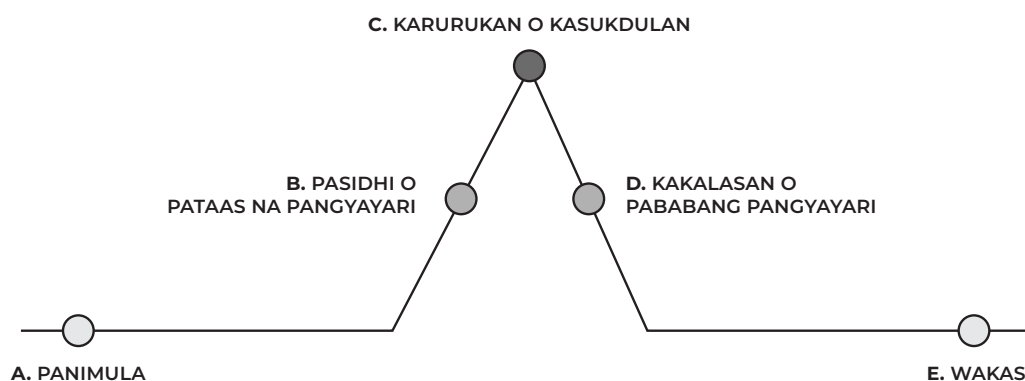 C. KARURUKAN O KASUKDULAN
B. PASIDHI O
PATAAS NA PANGYAYARI
D. KAKALASAN O
PABABANG PANGYAYARI
A. PANIMULA
E. WAKAS